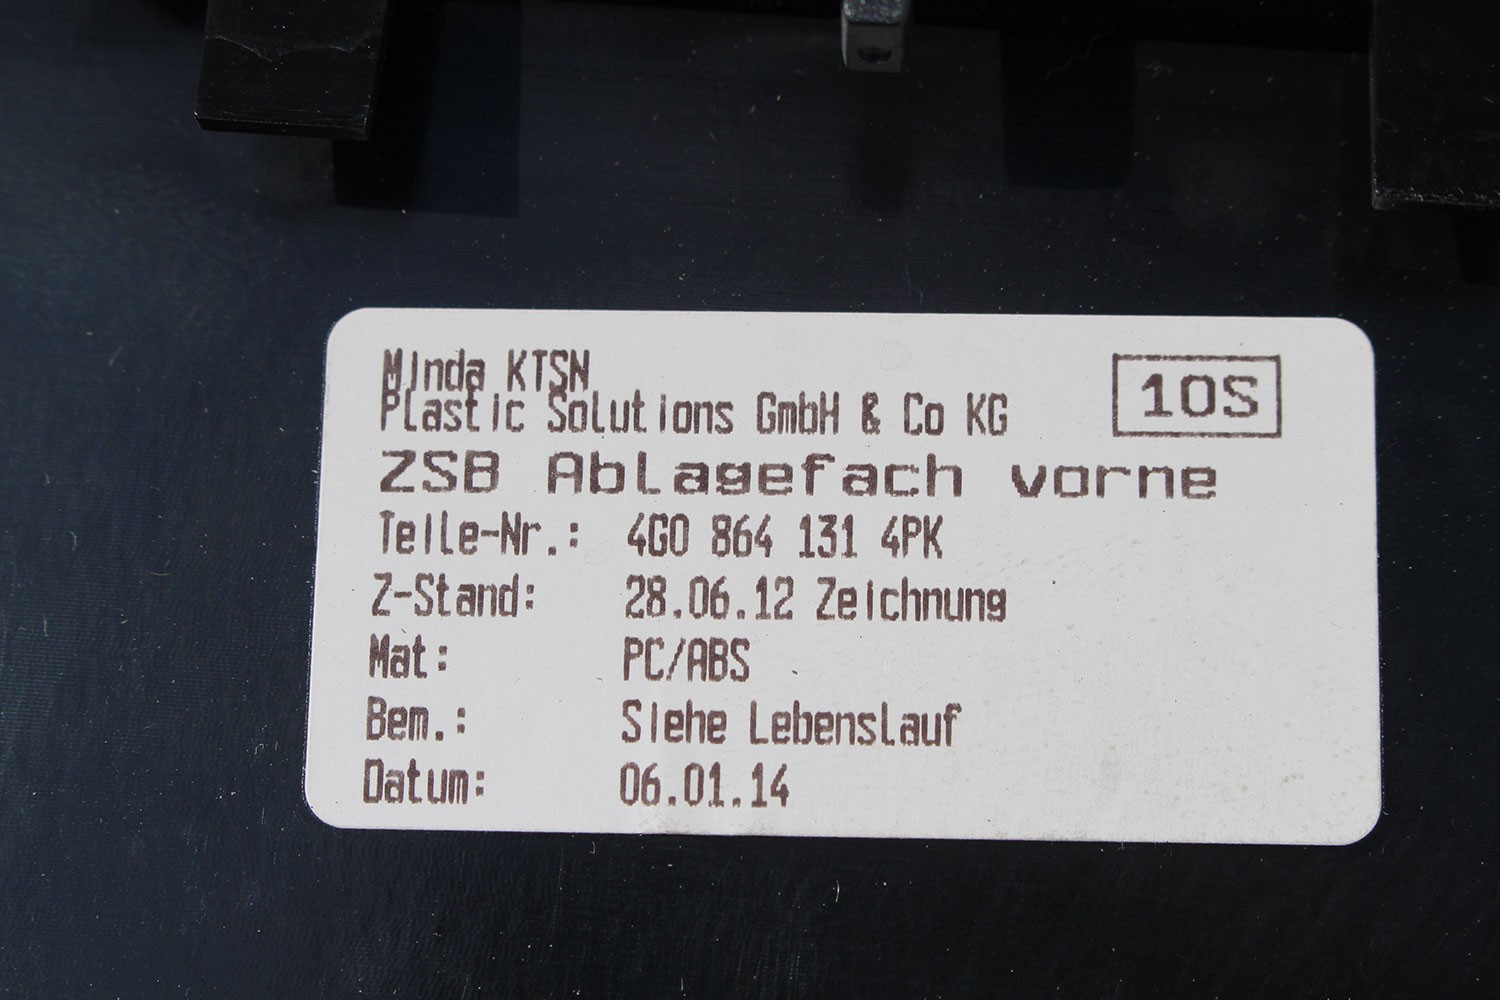 Minda KTSN
Plastic Solutions GmbH & Co KG
10S
ZSB Ablagefach vorne
Teile-Nr.: 4G0 864 131 4PK
Z-Stand: 28.06.12 Zeichnung
Mat: PC/ABS
Bem.: Siehe Lebenslauf
Datum: 06.01.14